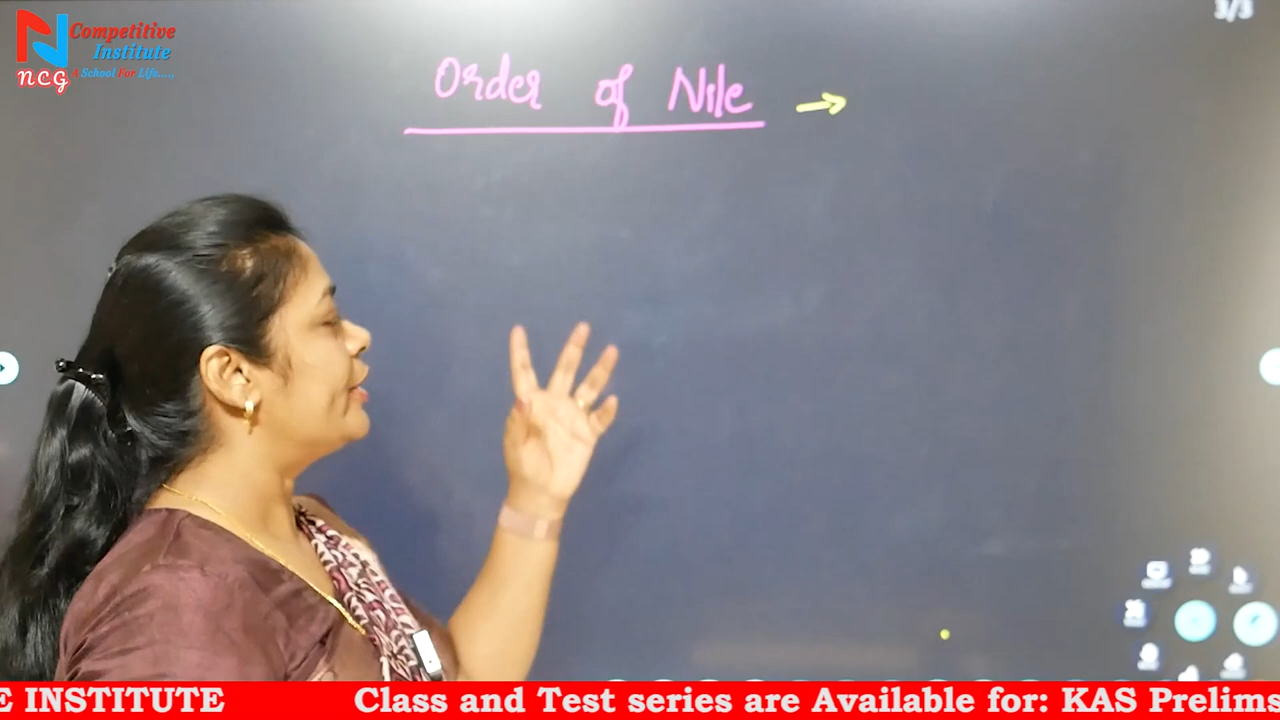 Competitive
Institute
NCG A School For Life.....
3/3
Order of Nile →
E INSTITUTE Class and Test series are Available for: KAS Prelims